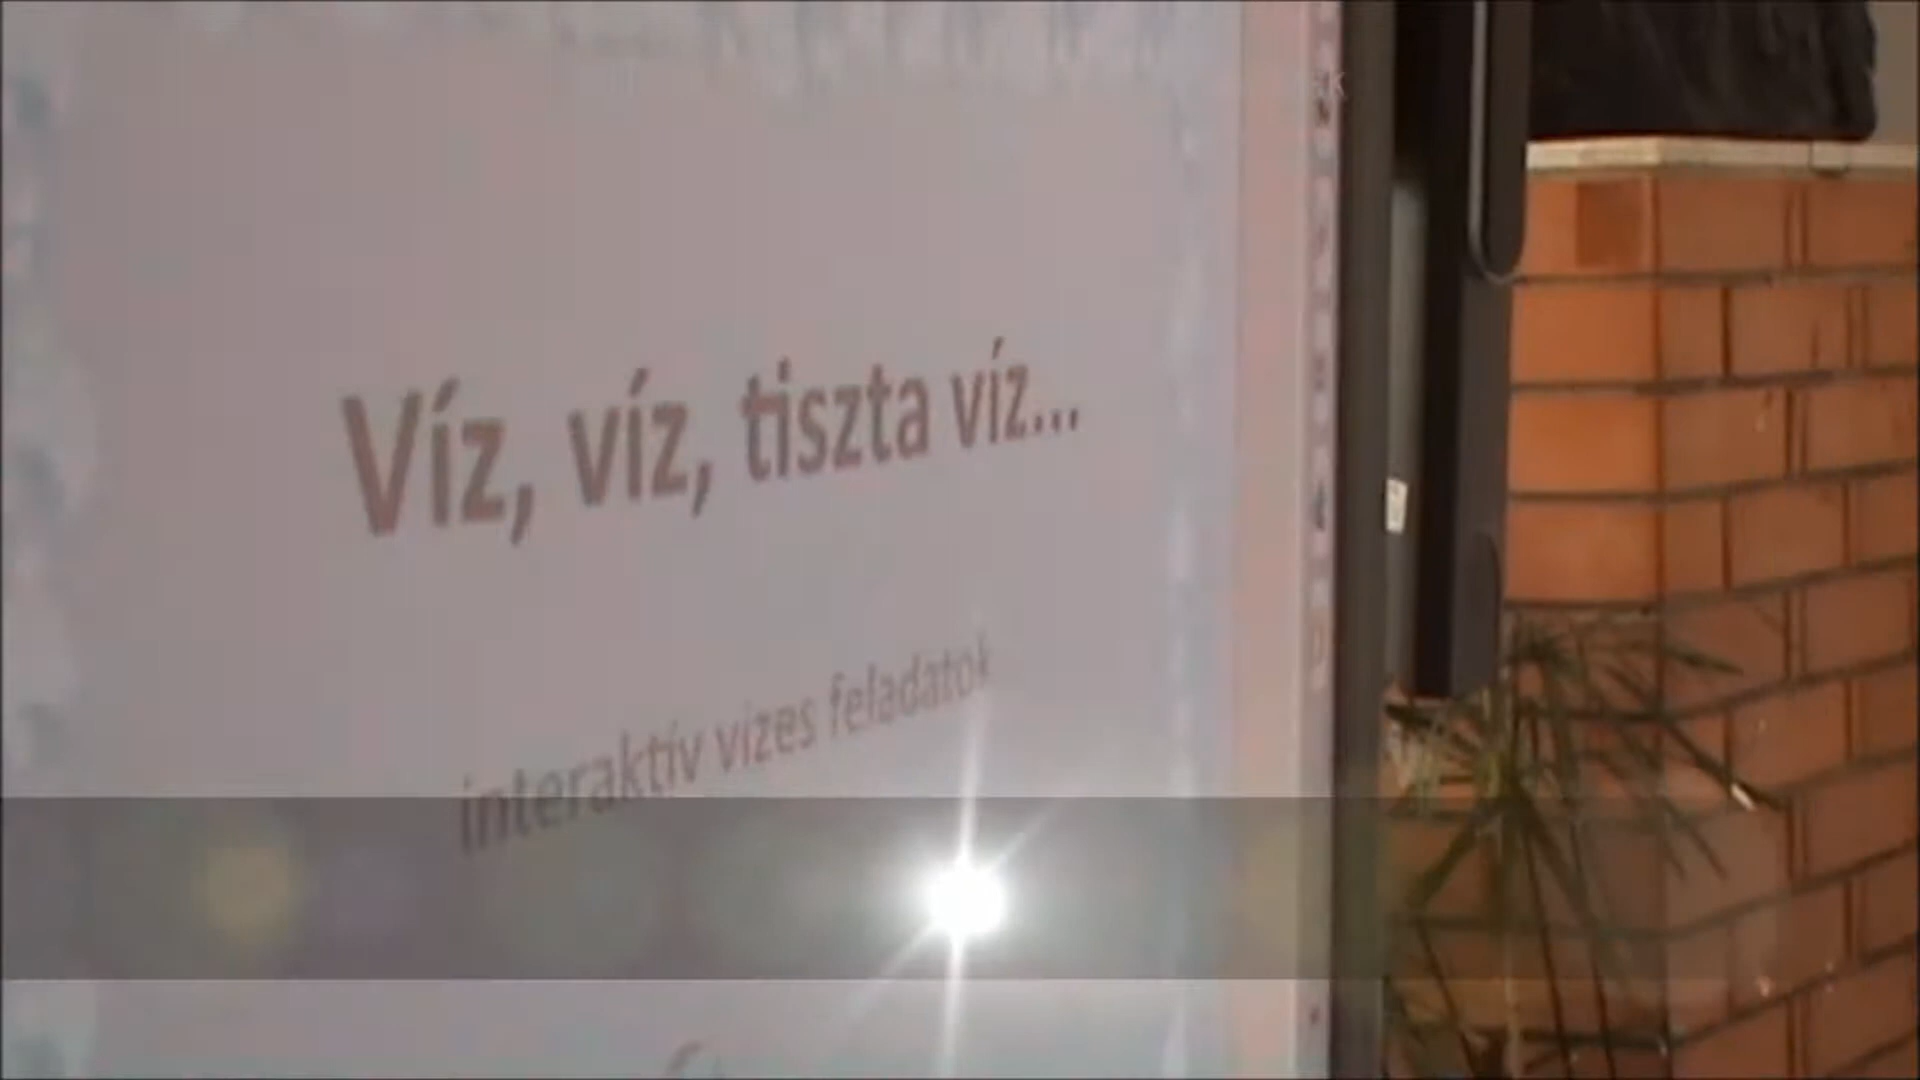 Víz, víz, tiszta víz...
interaktív vizes feladatok